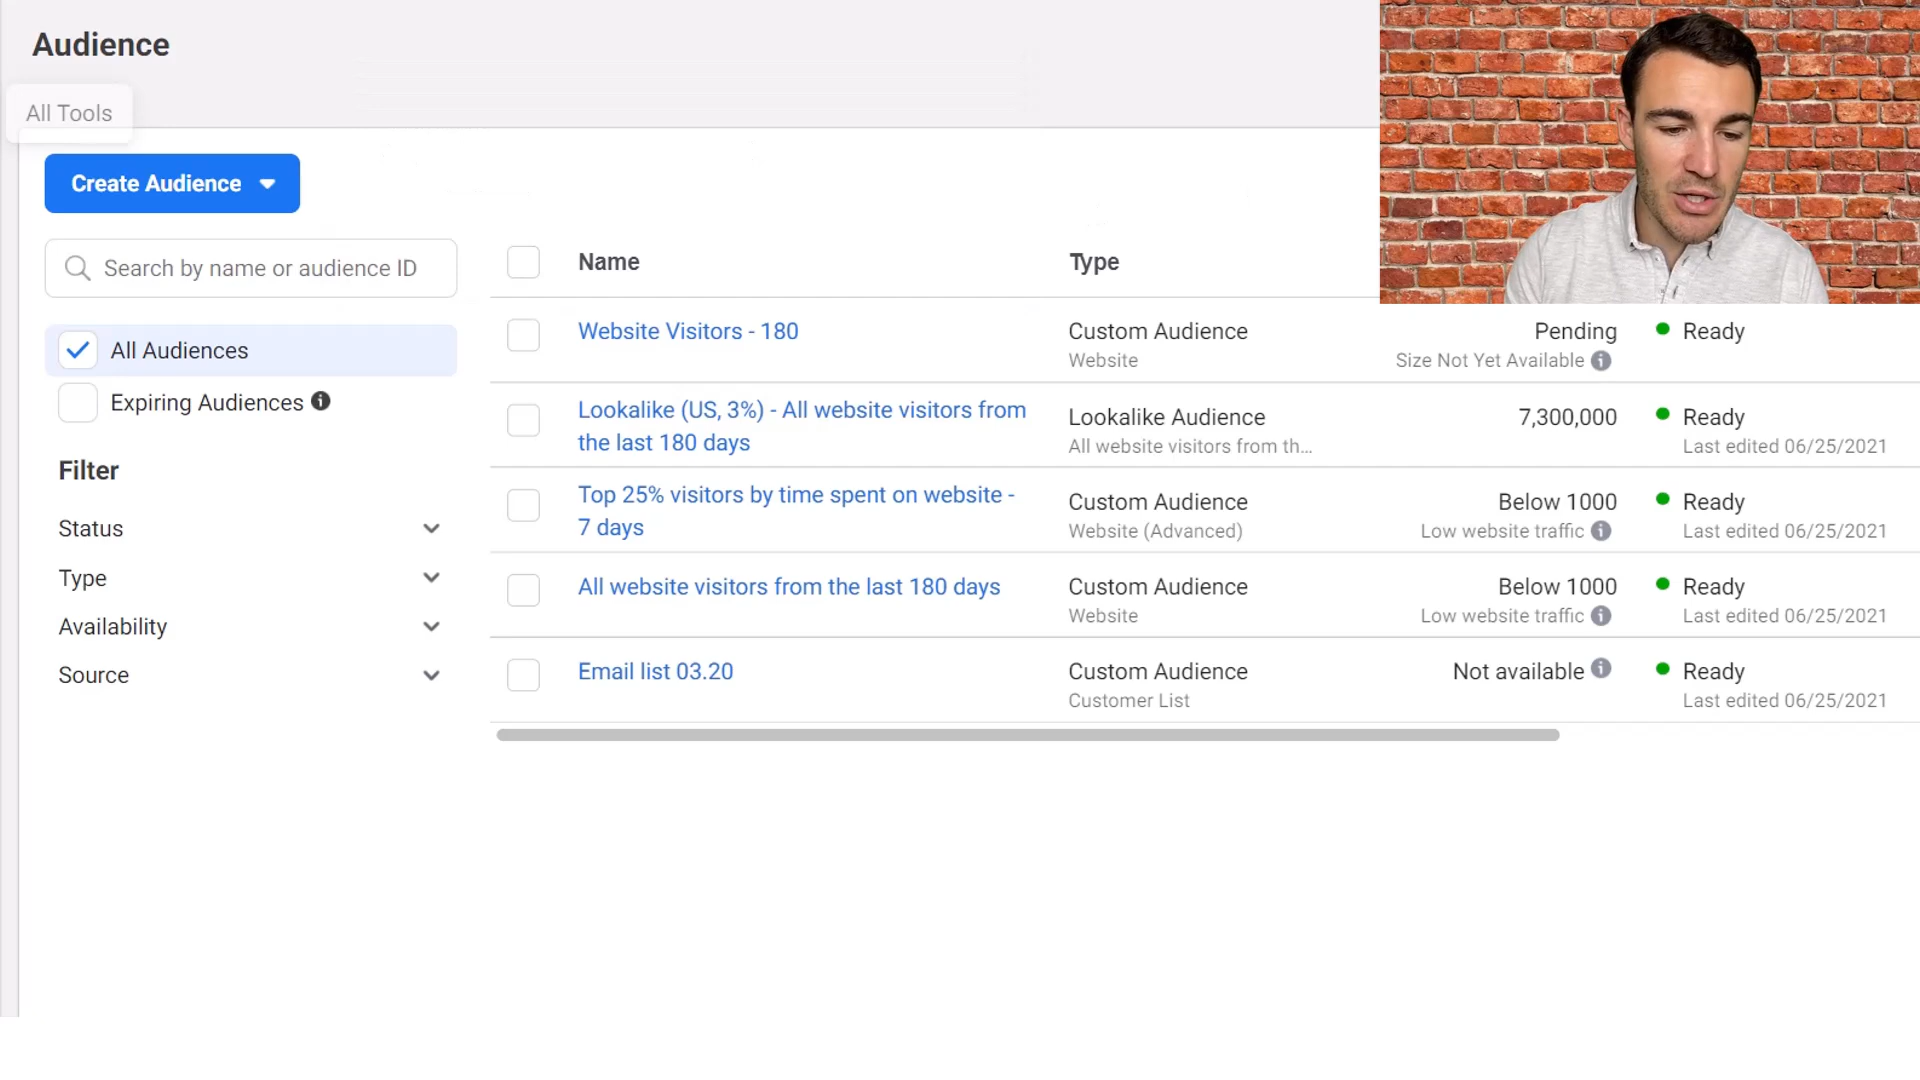 Audience
All Tools
Create Audience
Search by name or audience ID
All Audiences
Expiring Audiences
Filter
Status
Type
Availability
Source
Name
Type
Website Visitors - 180
Custom Audience
Website
Pending
Size Not Yet Available
Ready
Lookalike (US, 3%) - All website visitors from
the last 180 days
Lookalike Audience
All website visitors from th...
7,300,000
Ready
Last edited 06/25/2021
Top 25% visitors by time spent on website -
7 days
Custom Audience
Website (Advanced)
Below 1000
Low website traffic
Ready
Last edited 06/25/2021
All website visitors from the last 180 days
Custom Audience
Website
Below 1000
Low website traffic
Ready
Last edited 06/25/2021
Email list 03.20
Custom Audience
Customer List
Not available
Ready
Last edited 06/25/2021